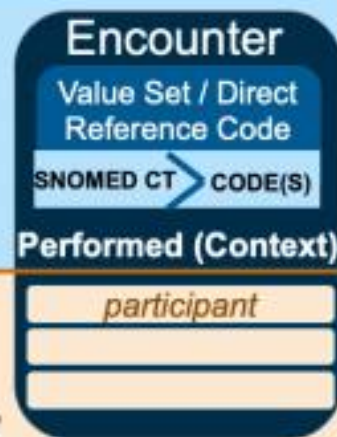 Encounter
Value Set / Direct
Reference Code
SNOMED CT CODE(S)
Performed (Context)
participant